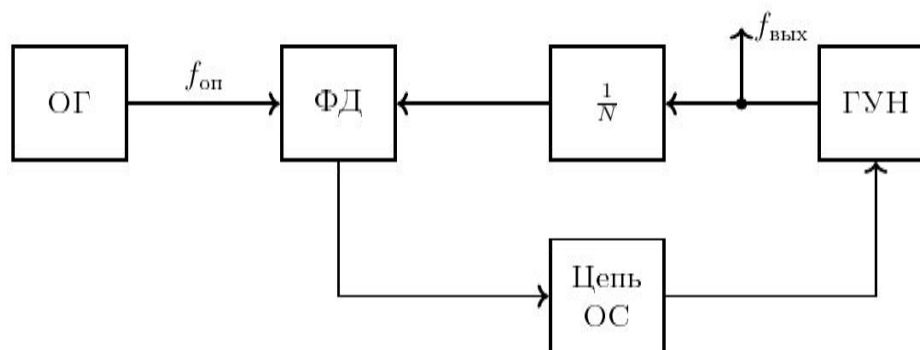 f_вых
ОГ
f_оп
ФД
1/N
ГУН
Цепь
ОС